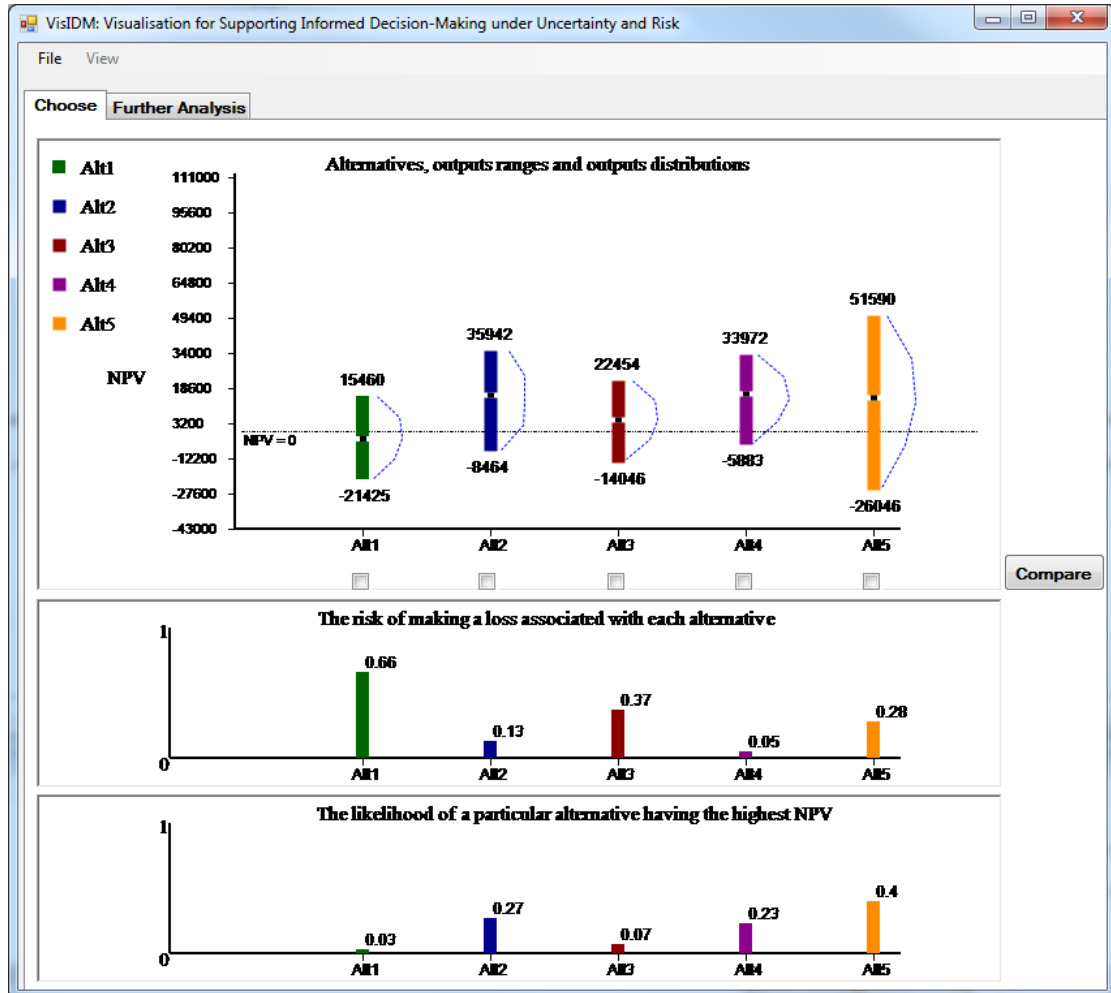 VisIDM: Visualisation for Supporting Informed Decision-Making under Uncertainty and Risk
File View
Choose Further Analysis
Alternatives, outputs ranges and outputs distributions
Alt1
Alt2
Alt3
Alt4
Alt5
NPV
111000
95600
80200
64800
49400
34000
18600
3200
-12200
-27600
-43000
NPV = 0
15460
-21425
35942
-8464
22454
-14046
33972
-5883
51590
-26046
Alt1 Alt2 Alt3 Alt4 Alt5
Compare
The risk of making a loss associated with each alternative
1
0
0.66
0.13
0.37
0.05
0.28
Alt1 Alt2 Alt3 Alt4 Alt5
The likelihood of a particular alternative having the highest NPV
1
0
0.03
0.27
0.07
0.23
0.4
Alt1 Alt2 Alt3 Alt4 Alt5